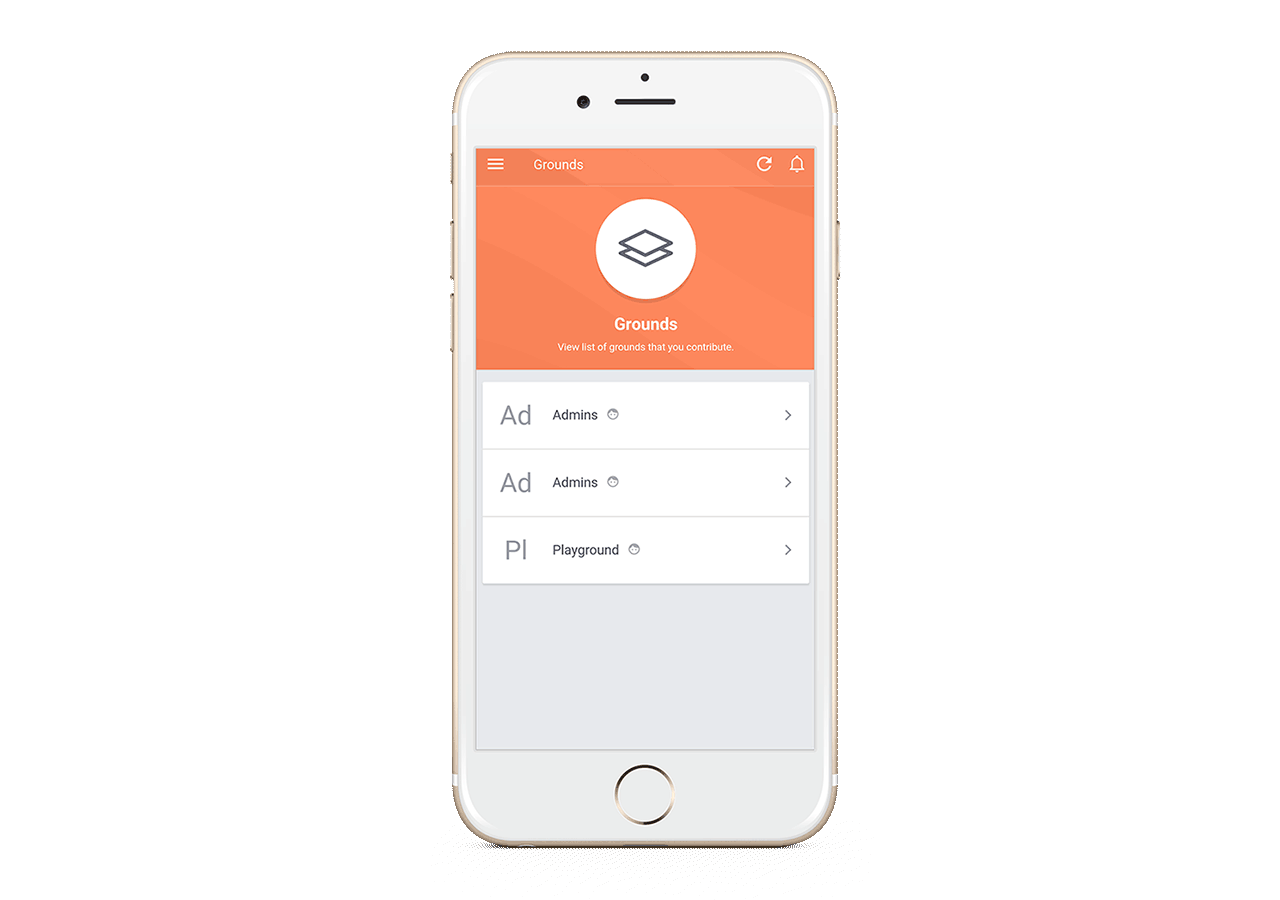 Grounds
Grounds
View list of grounds that you contribute.
Ad Admins
Ad Admins
Pl Playground